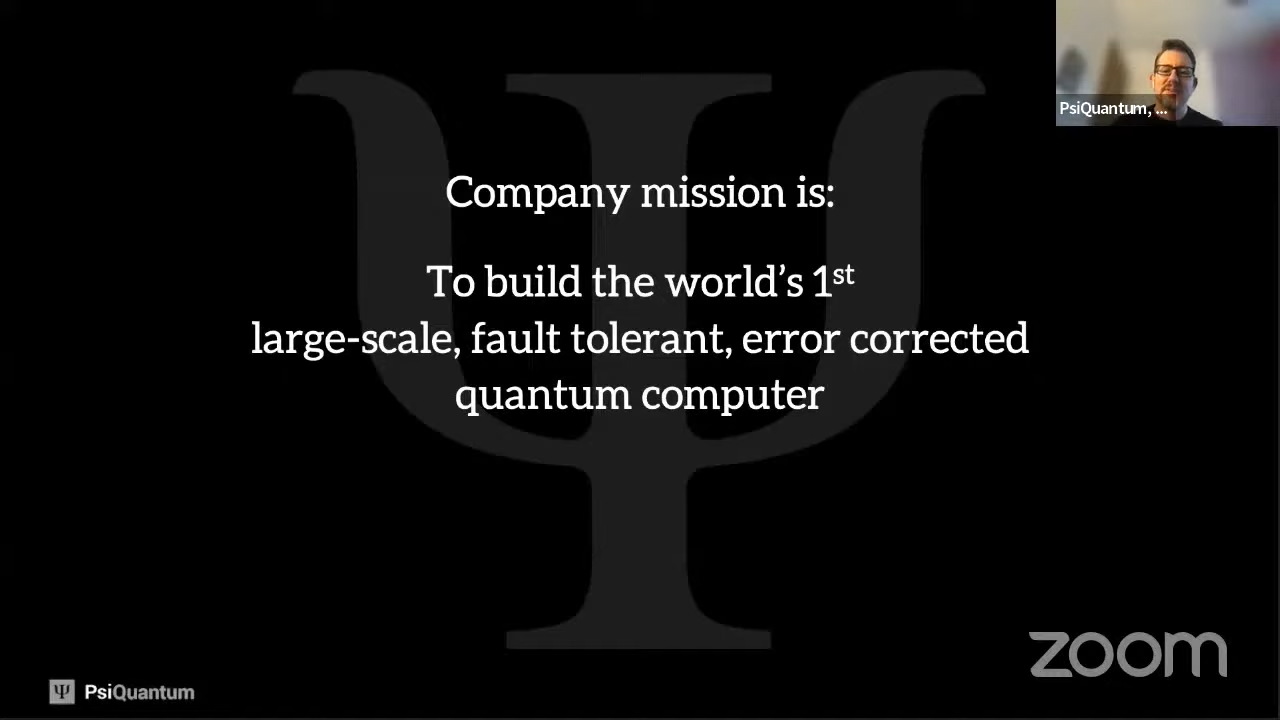 PsiQuantum, ...
Company mission is:
To build the world's 1st
large-scale, fault tolerant, error corrected
quantum computer
zoom
Ψ PsiQuantum